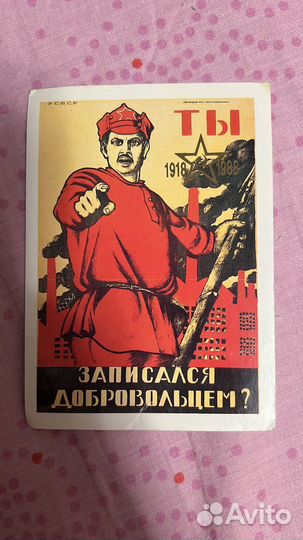 Р.С.Ф.С.Р
ТЫ
1918 1988
ЗАПИСАЛСЯ
ДОБРОВОЛЬЦЕМ?
Avito